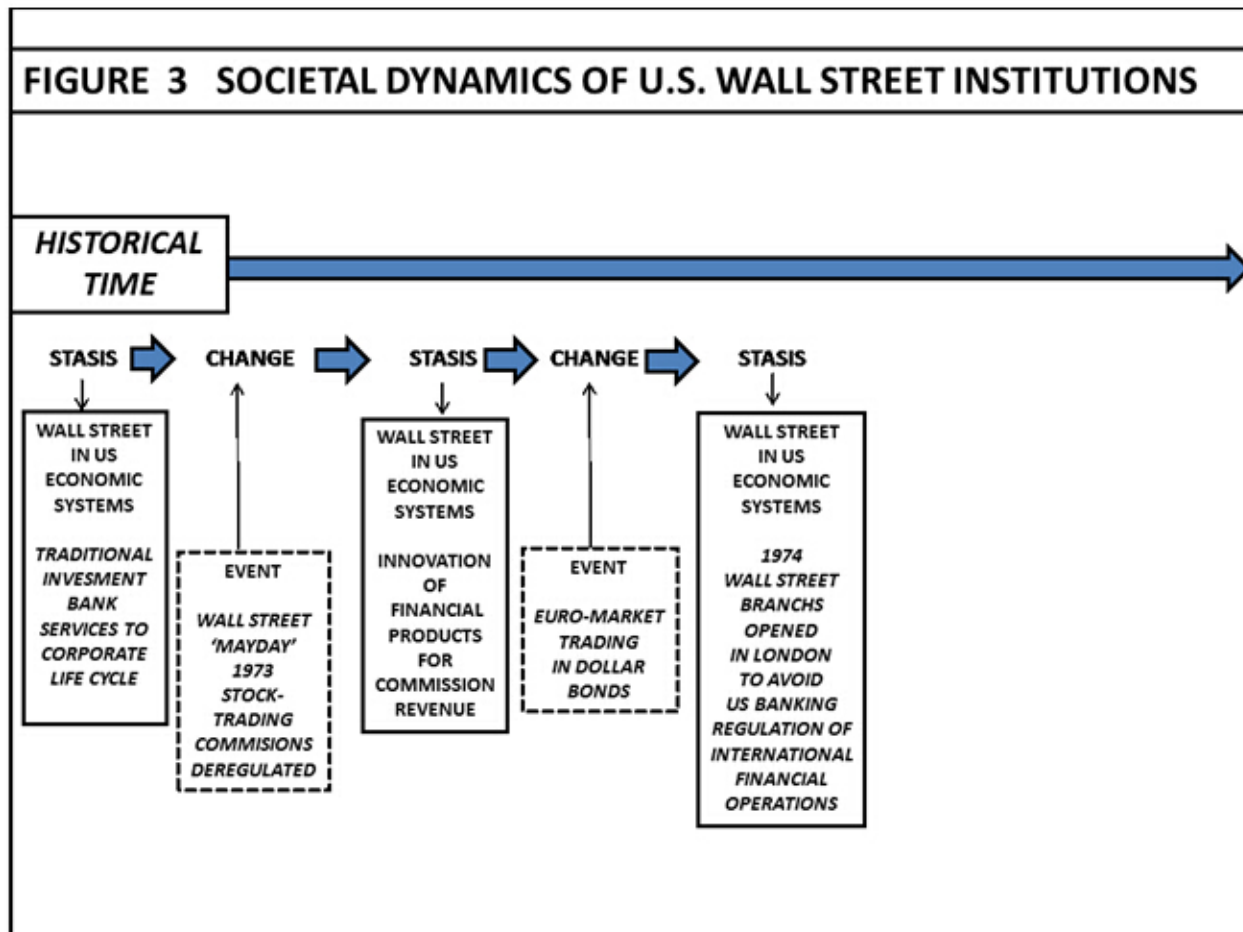 FIGURE 3 SOCIETAL DYNAMICS OF U.S. WALL STREET INSTITUTIONS
HISTORICAL
TIME
STASIS
CHANGE
STASIS
CHANGE
STASIS
WALL STREET
IN US
ECONOMIC
SYSTEMS
TRADITIONAL
INVESMENT
BANK
SERVICES TO
CORPORATE
LIFE CYCLE
EVENT
WALL STREET
‘MAYDAY’
1973
STOCK-
TRADING
COMMISIONS
DEREGULATED
WALL STREET
IN US
ECONOMIC
SYSTEMS
INNOVATION
OF
FINANCIAL
PRODUCTS
FOR
COMMISSION
REVENUE
EVENT
EURO-MARKET
TRADING
IN DOLLAR
BONDS
WALL STREET
IN US
ECONOMIC
SYSTEMS
1974
WALL STREET
BRANCHS
OPENED
IN LONDON
TO AVOID
US BANKING
REGULATION OF
INTERNATIONAL
FINANCIAL
OPERATIONS